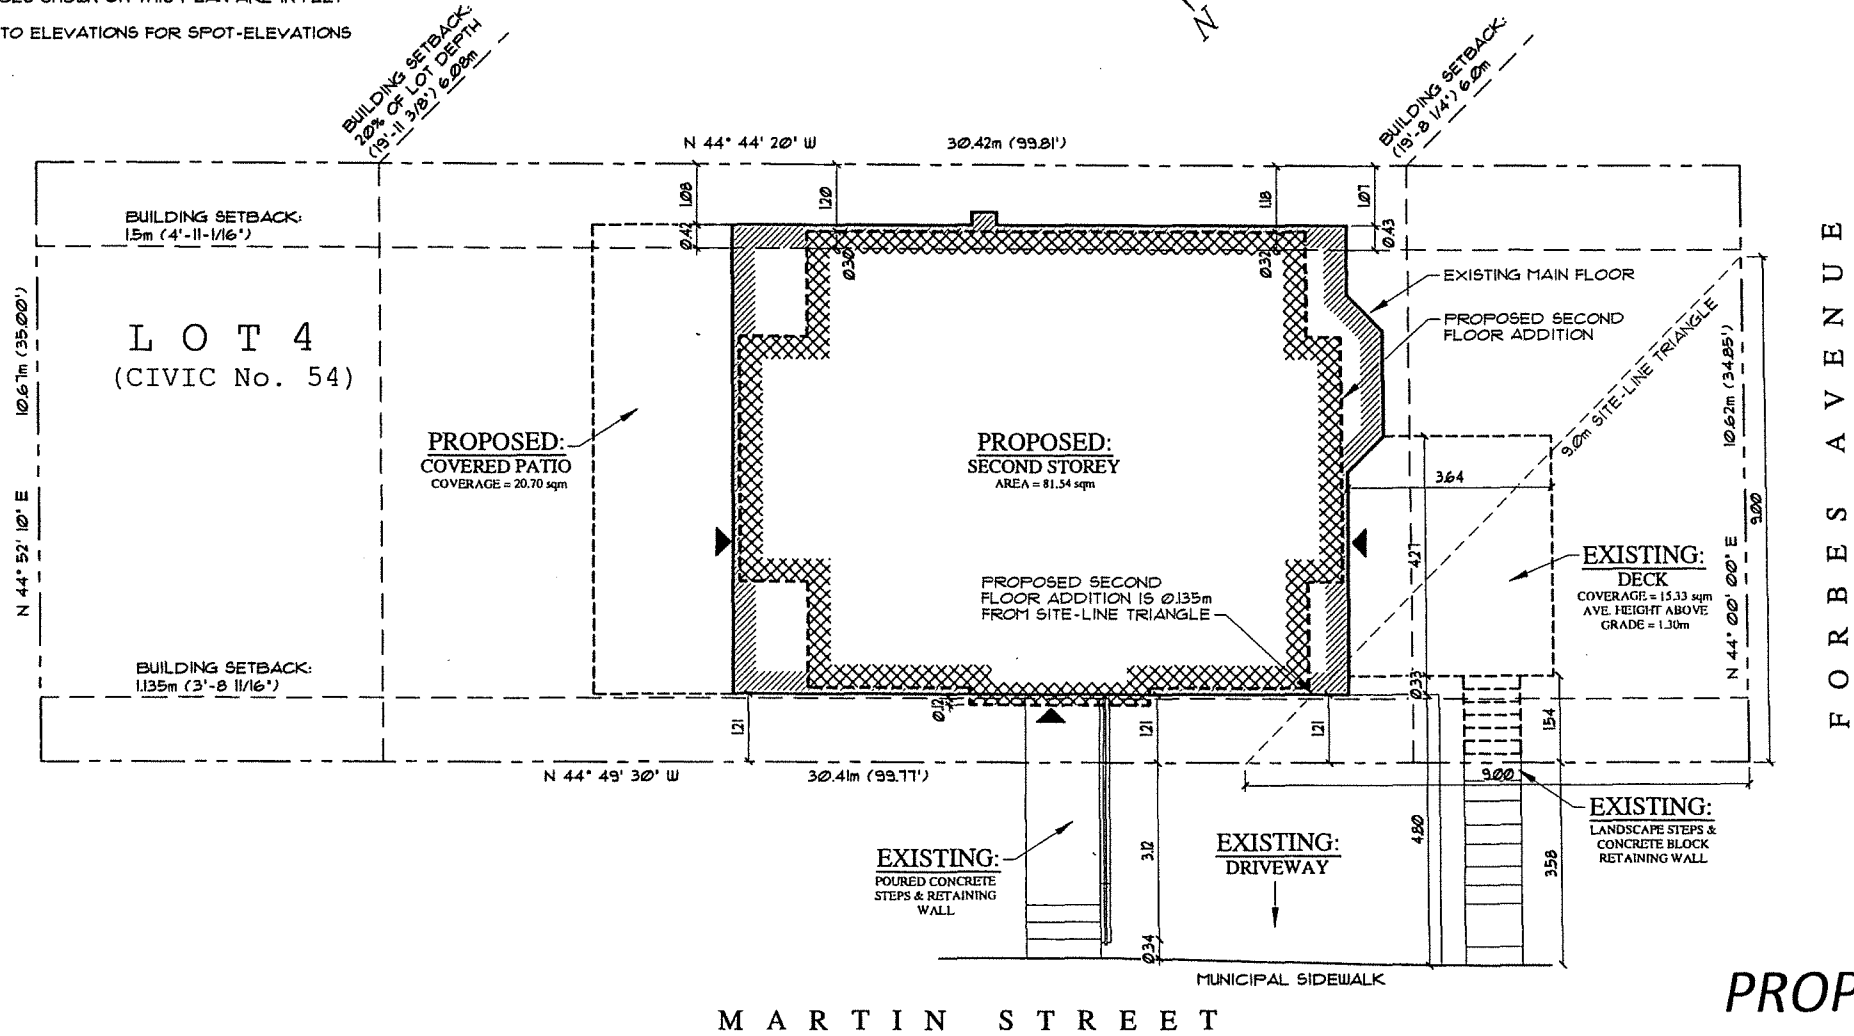 TO ELEVATIONS FOR SPOT-ELEVATIONS
BUILDING SETBACK:
20% OF LOT DEPTH
(19'-11 3/8") 6.08m
N
BUILDING SETBACK:
(19'-8 1/4") 6.0m
N 44° 44' 20" W
30.42m (99.81')
1.08
1.20
1.18
1.07
BUILDING SETBACK:
1.5m (4'-11-1/16")
0.42
0.30
0.32
0.43
EXISTING MAIN FLOOR
PROPOSED SECOND
FLOOR ADDITION
9.0m SITE-LINE TRIANGLE
LOT 4
(CIVIC No. 54)
10.67m (35.00')
N 44° 52' 10" E
10.62m (34.85')
N 44° 00' 00" E
9.00
FORBES AVENUE
PROPOSED:
COVERED PATIO
COVERAGE = 20.70 sqm
PROPOSED:
SECOND STOREY
AREA = 81.54 sqm
3.64
4.27
EXISTING:
DECK
COVERAGE = 15.33 sqm
AVE. HEIGHT ABOVE
GRADE = 1.30m
PROPOSED SECOND
FLOOR ADDITION IS 0.135m
FROM SITE-LINE TRIANGLE
BUILDING SETBACK:
1.135m (3'-8 11/16")
0.33
0.12
1.21
1.21
1.21
1.54
N 44° 49' 30" W
30.41m (99.77')
9.00
EXISTING:
LANDSCAPE STEPS &
CONCRETE BLOCK
RETAINING WALL
EXISTING:
POURED CONCRETE
STEPS & RETAINING
WALL
3.12
EXISTING:
DRIVEWAY
4.80
3.58
0.34
MUNICIPAL SIDEWALK
MARTIN STREET
PROP